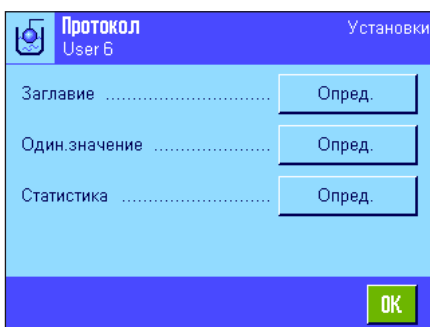 Протокол Установки
User 6
Заглавие .................................. Опред.
Один.значение ........................ Опред.
Статистика ............................... Опред.
OK